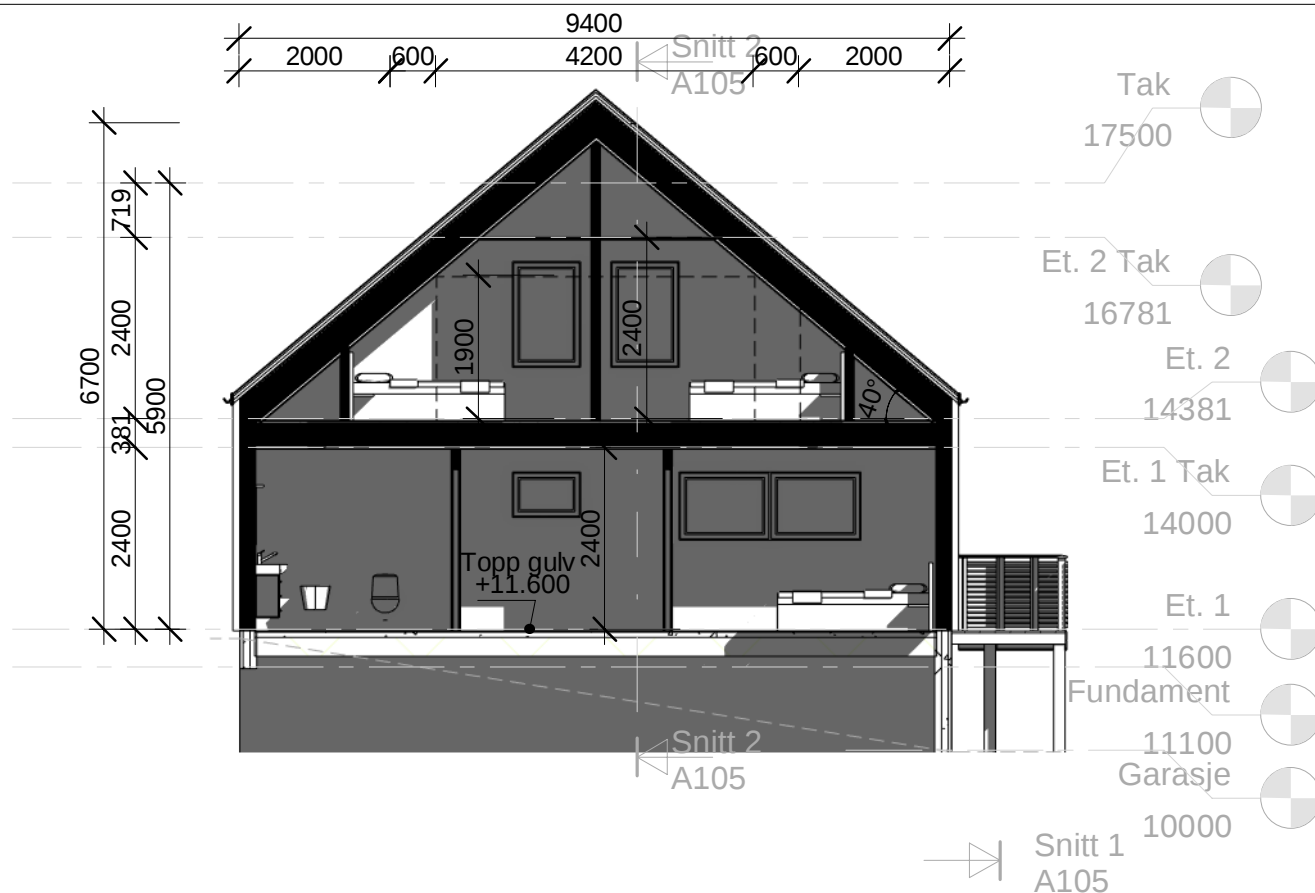 9400
2000
600
4200
600
2000
Snitt 2
A105
Tak
17500
719
2400
381
2400
6700
5900
1900
2400
40°
2400
Topp gulv
+11.600
Et. 2 Tak
16781
Et. 2
14381
Et. 1 Tak
14000
Et. 1
11600
Fundament
11100
Garasje
10000
Snitt 2
A105
Snitt 1
A105